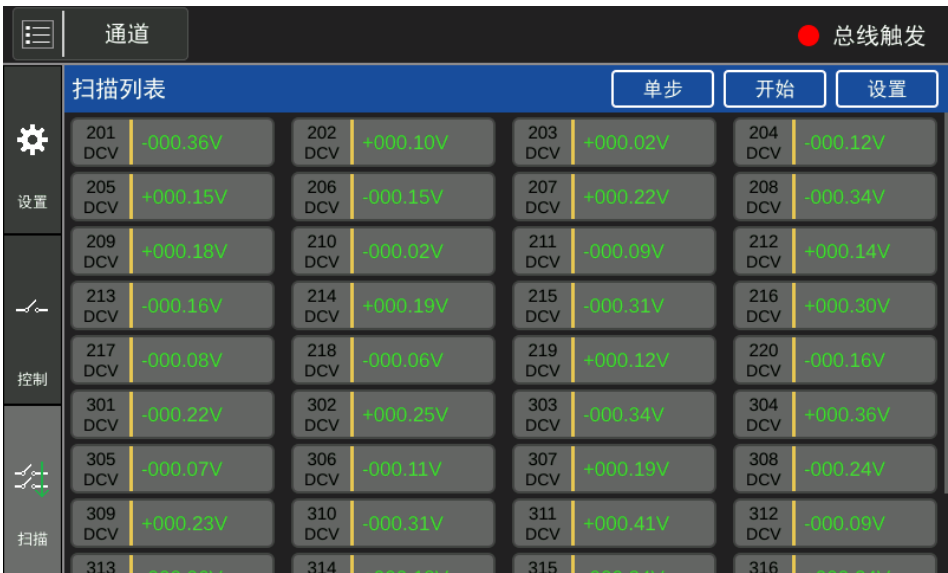 通道 总线触发
扫描列表 单步 开始 设置
201 DCV -000.36V
202 DCV +000.10V
203 DCV +000.02V
204 DCV -000.12V
设置
205 DCV +000.15V
206 DCV -000.15V
207 DCV +000.22V
208 DCV -000.34V
209 DCV +000.18V
210 DCV -000.02V
211 DCV -000.09V
212 DCV +000.14V
213 DCV -000.16V
214 DCV +000.19V
215 DCV -000.31V
216 DCV +000.30V
控制
217 DCV -000.08V
218 DCV -000.06V
219 DCV +000.12V
220 DCV -000.16V
301 DCV -000.22V
302 DCV +000.25V
303 DCV -000.34V
304 DCV +000.36V
305 DCV -000.07V
306 DCV -000.11V
307 DCV +000.19V
308 DCV -000.24V
扫描
309 DCV +000.23V
310 DCV -000.31V
311 DCV +000.41V
312 DCV -000.09V
313
314
315
316